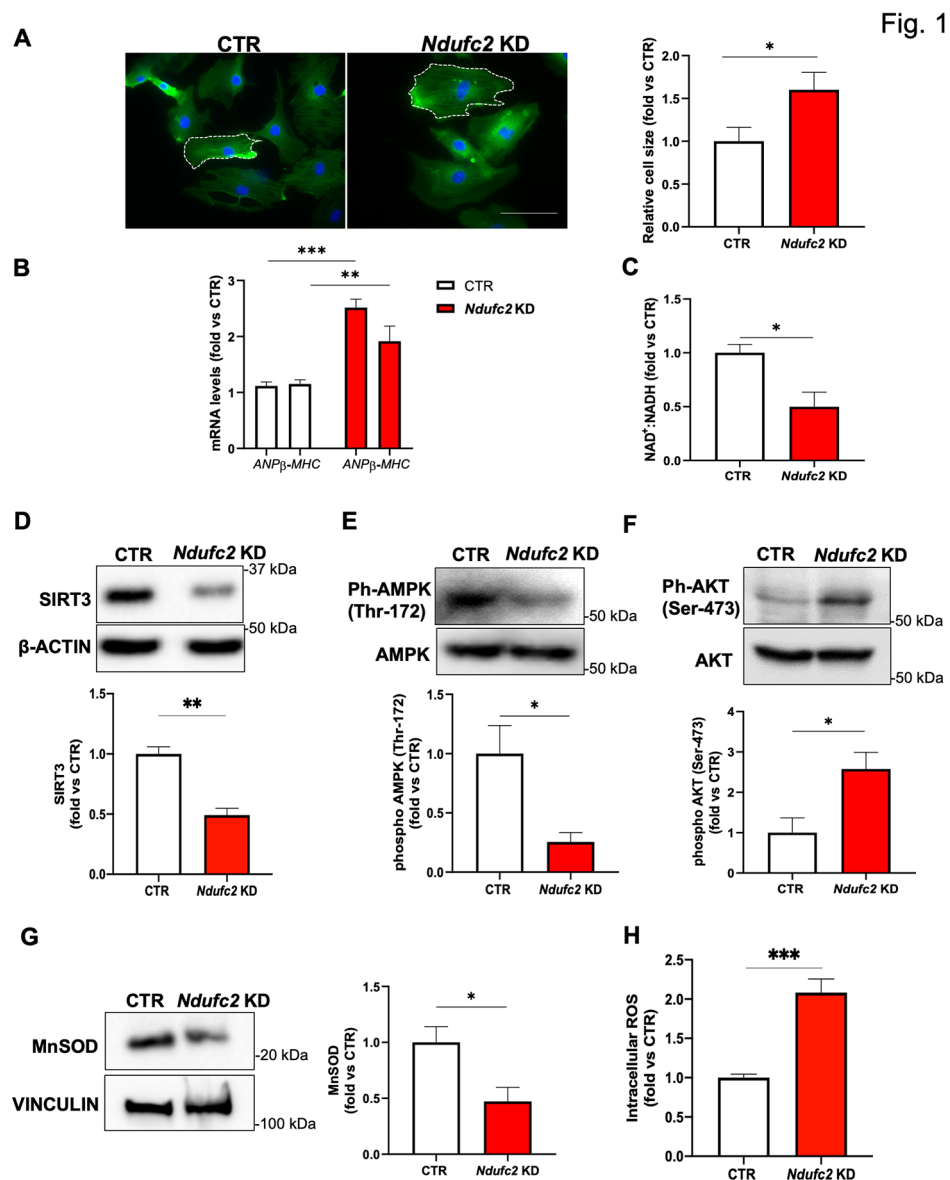 Fig. 1
A
CTR
Ndufc2 KD
Relative cell size (fold vs CTR)
2.0
1.5
1.0
0.5
0.0
*
CTR
Ndufc2 KD
B
mRNA levels (fold vs CTR)
3
2
1
0
***
**
ANP
β-MHC
ANP
β-MHC
CTR
Ndufc2 KD
C
NAD+:NADH (fold vs CTR)
1.5
1.0
0.5
0.0
*
CTR
Ndufc2 KD
D
CTR
Ndufc2 KD
-37 kDa
SIRT3
-50 kDa
β-ACTIN
SIRT3
(fold vs CTR)
1.5
1.0
0.5
0.0
**
CTR
Ndufc2 KD
E
CTR
Ndufc2 KD
Ph-AMPK
(Thr-172)
-50 kDa
AMPK
-50 kDa
phospho AMPK (Thr-172)
(fold vs CTR)
1.5
1.0
0.5
0.0
*
CTR
Ndufc2 KD
F
CTR
Ndufc2 KD
Ph-AKT
(Ser-473)
-50 kDa
AKT
-50 kDa
phospho AKT (Ser-473)
(fold vs CTR)
4
3
2
1
0
*
CTR
Ndufc2 KD
G
CTR
Ndufc2 KD
MnSOD
-20 kDa
VINCULIN
-100 kDa
MnSOD
(fold vs CTR)
1.5
1.0
0.5
0.0
*
CTR
Ndufc2 KD
H
Intracellular ROS
(fold vs CTR)
2.5
2.0
1.5
1.0
0.5
0.0
***
CTR
Ndufc2 KD